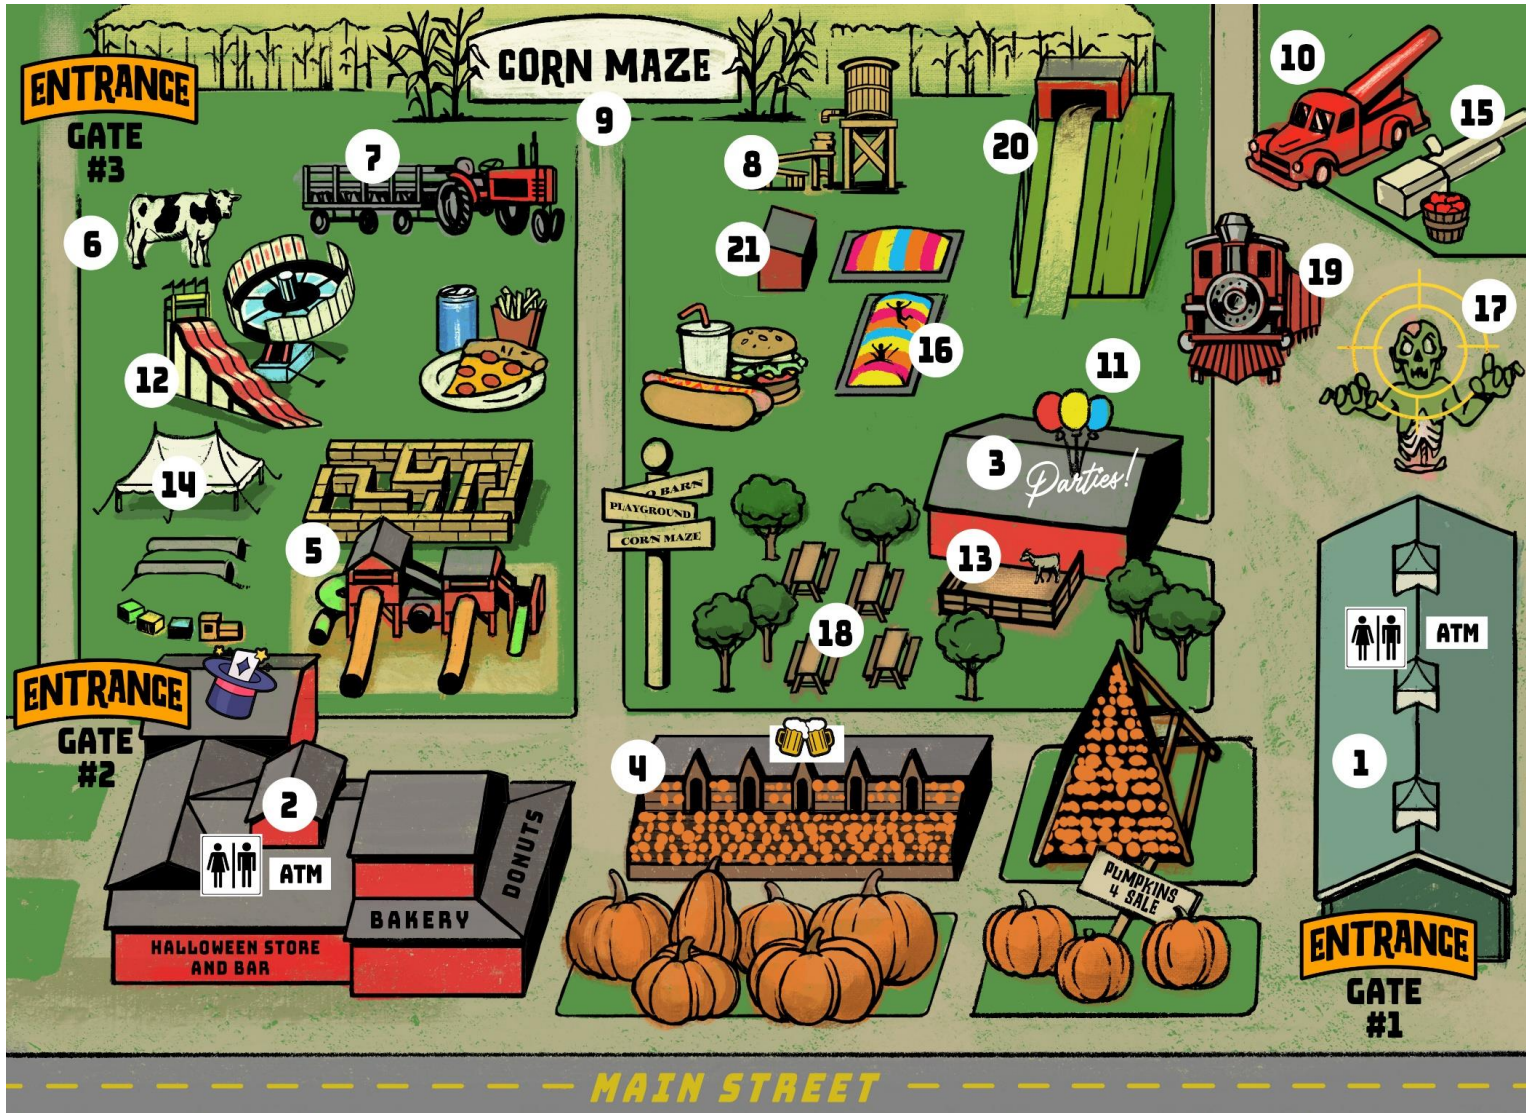 CORN MAZE
ENTRANCE
GATE
#3
10
15
9
7
8
20
6
21
19
17
12
16
11
3
Parties!
14
O BARN
PLAYGROUND
CORN MAZE
5
13
18
ATM
ENTRANCE
GATE
#2
4
1
2
DONUTS
ATM
BAKERY
HALLOWEEN STORE
AND BAR
PUMPKINS
4 SALE
ENTRANCE
GATE
#1
MAIN STREET